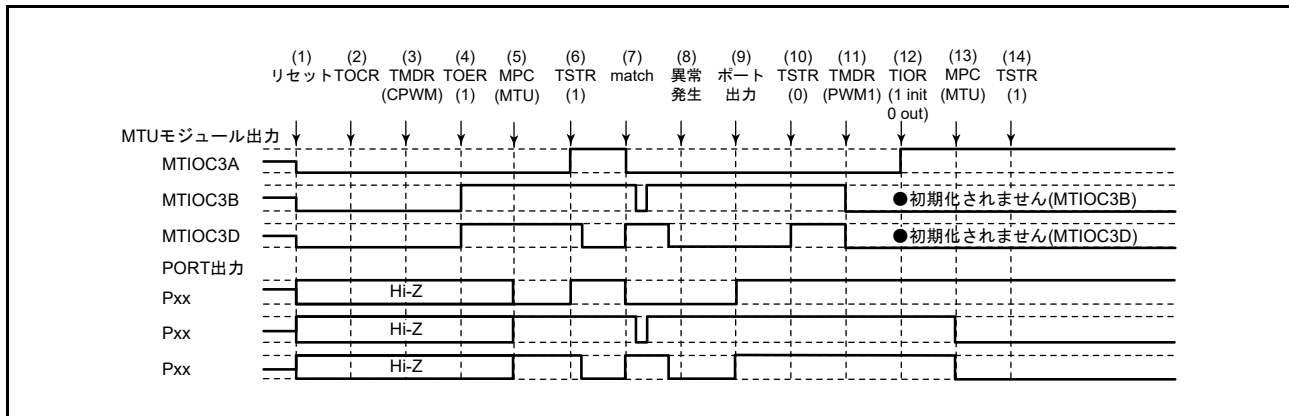 (1) (2) (3) (4) (5) (6) (7) (8) (9) (10) (11) (12) (13) (14)
リセット TOCR TMDR TOER MPC TSTR match 異常 ポート TSTR TMDR TIOR MPC TSTR
(CPWM) (1) (MTU) (1) 発生 出力 (0) (PWM1) (1 init (MTU) (1)
0 out)
MTUモジュール出力
MTIOC3A
MTIOC3B ●初期化されません(MTIOC3B)
MTIOC3D ●初期化されません(MTIOC3D)
PORT出力
Pxx Hi-Z
Pxx Hi-Z
Pxx Hi-Z